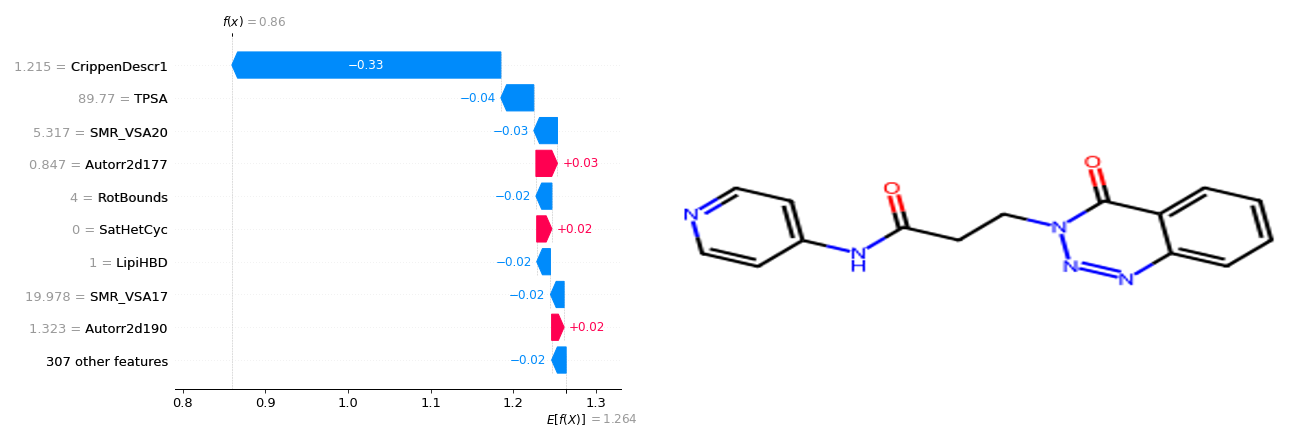 f(x) = 0.86
1.215 = CrippenDescr1
−0.33
89.77 = TPSA
−0.04
5.317 = SMR_VSA20
−0.03
0.847 = Autorr2d177
+0.03
4 = RotBounds
−0.02
0 = SatHetCyc
+0.02
1 = LipiHBD
−0.02
19.978 = SMR_VSA17
−0.02
1.323 = Autorr2d190
+0.02
307 other features
−0.02
0.8 0.9 1.0 1.1 1.2 1.3
E[f(X)] = 1.264
O
O
N
N
N
H
N
N